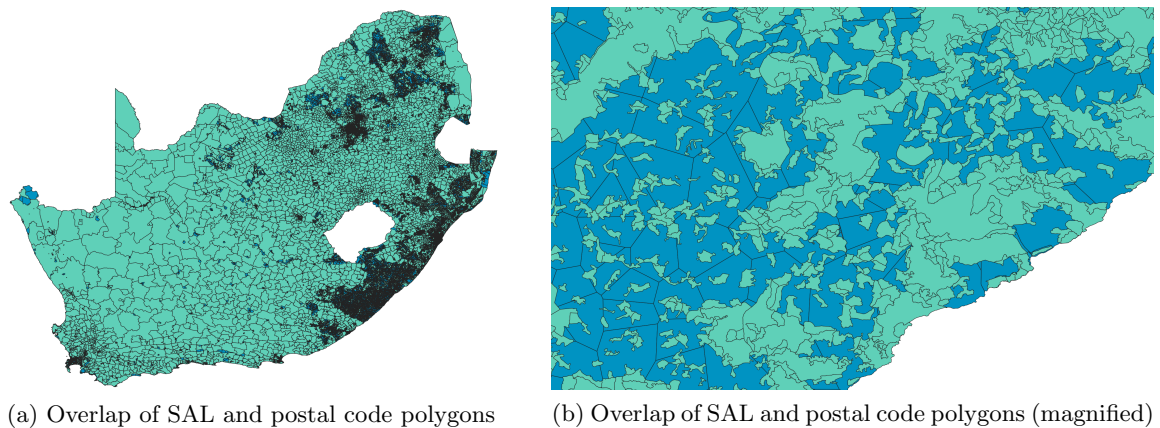 (a) Overlap of SAL and postal code polygons
(b) Overlap of SAL and postal code polygons (magnified)